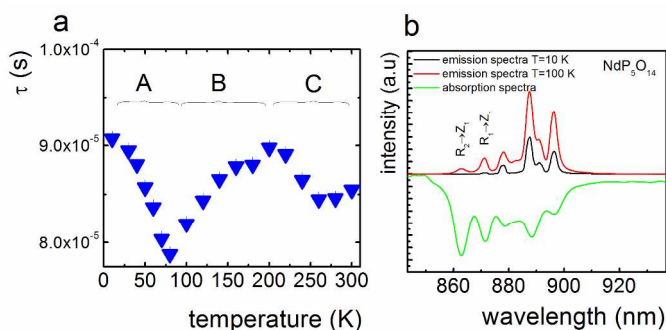 a
τ (s)
1.0x10⁻⁴
9.0x10⁻⁵
8.0x10⁻⁵
A
B
C
0
50
100
150
200
250
300
temperature (K)
b
intensity (a.u)
emission spectra T=10 K
emission spectra T=100 K
absorption spectra
NdP₅O₁₄
R₂→Z₁
R₁→Z
860
880
900
920
wavelength (nm)